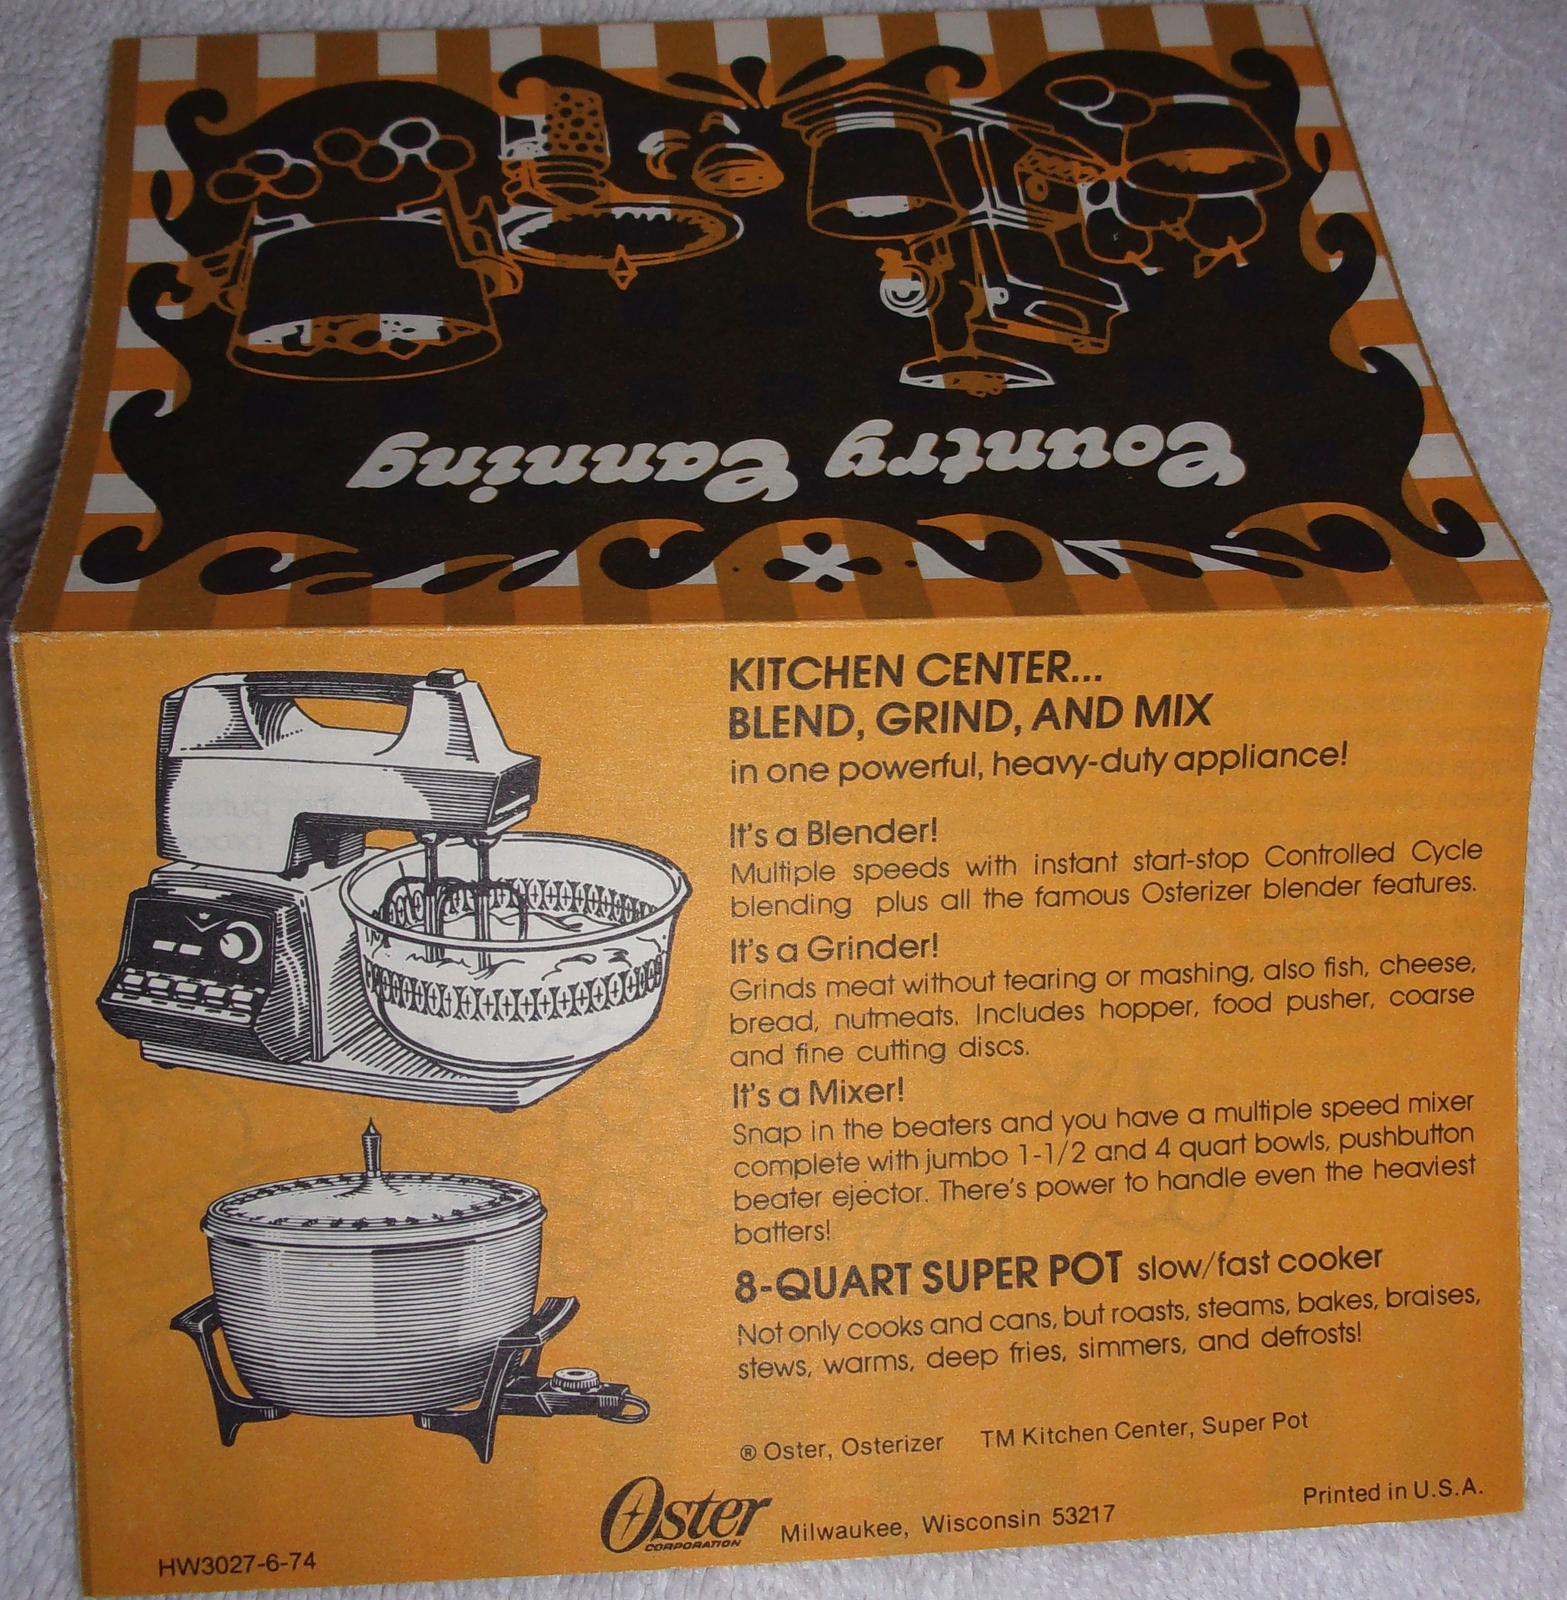 Country Canning
KITCHEN CENTER...
BLEND, GRIND, AND MIX
in one powerful, heavy-duty appliance!
It's a Blender!
Multiple speeds with instant start-stop Controlled Cycle
blending plus all the famous Osterizer blender features.
It's a Grinder!
Grinds meat without tearing or mashing, also fish, cheese,
bread, nutmeats. Includes hopper, food pusher, coarse
and fine cutting discs.
It's a Mixer!
Snap in the beaters and you have a multiple speed mixer
complete with jumbo 1-1/2 and 4 quart bowls, pushbutton
beater ejector. There's power to handle even the heaviest
batters!
8-QUART SUPER POT slow/fast cooker
Not only cooks and cans, but roasts, steams, bakes, braises,
stews, warms, deep fries, simmers, and defrosts!
® Oster, Osterizer TM Kitchen Center, Super Pot
Oster
CORPORATION
Milwaukee, Wisconsin 53217
Printed in U.S.A.
HW3027-6-74